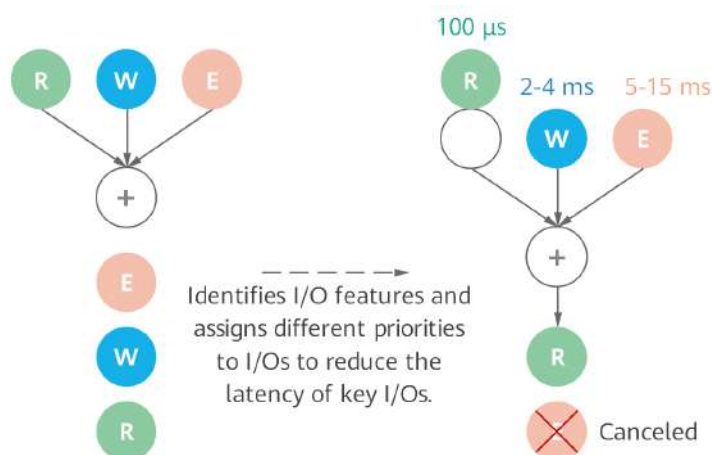 100 μs
R W E
R
2-4 ms 5-15 ms
W E
+
+
E
Identifies I/O features and
assigns different priorities
to I/Os to reduce the
latency of key I/Os.
W
R
R
Canceled